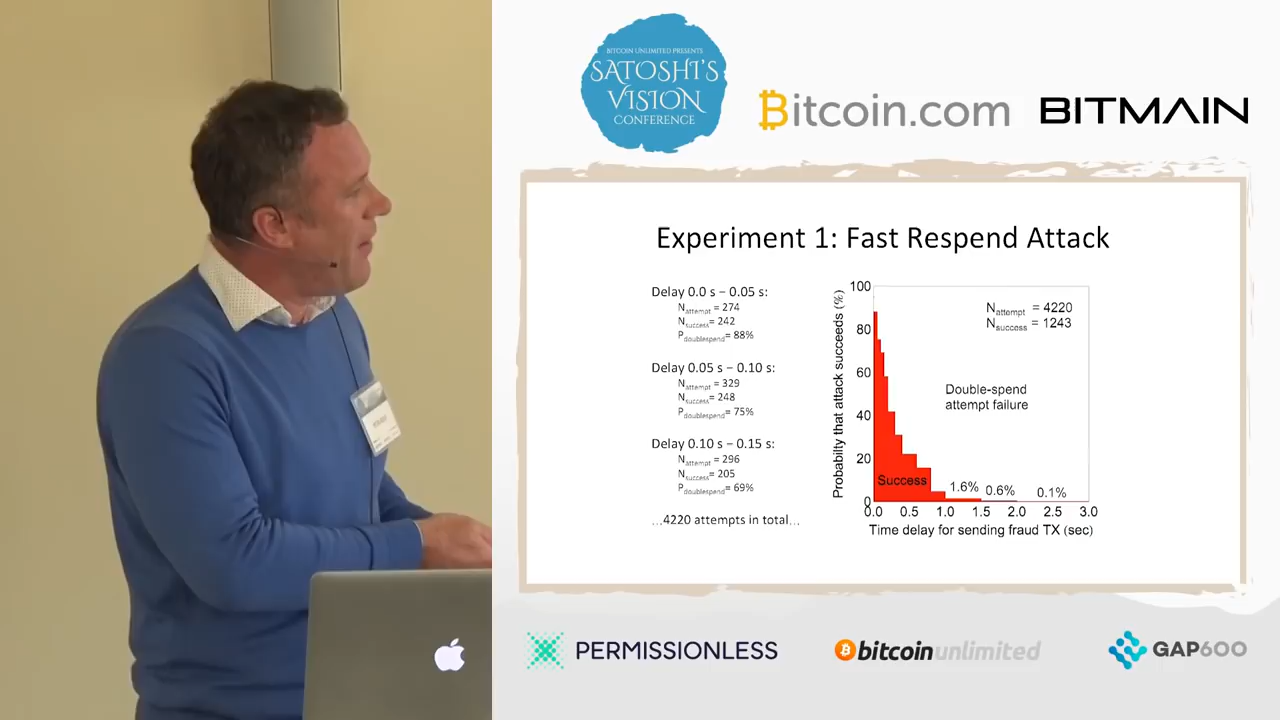 BITCOIN UNLIMITED PRESENTS
SATOSHI'S
VISION
CONFERENCE
Bitcoin.com
BITMAIN
Experiment 1: Fast Respend Attack
Delay 0.0 s – 0.05 s:
Nattempt = 274
Nsuccess= 242
Pdoublespend= 88%
Delay 0.05 s – 0.10 s:
Nattempt = 329
Nsuccess= 248
Pdoublespend= 75%
Delay 0.10 s – 0.15 s:
Nattempt = 296
Nsuccess= 205
Pdoublespend= 69%
...4220 attempts in total...
Probabilty that attack succeeds (%)
100
80
60
40
20
0
Nattempt = 4220
Nsuccess = 1243
Double-spend
attempt failure
Success
1.6%
0.6%
0.1%
0.0 0.5 1.0 1.5 2.0 2.5 3.0
Time delay for sending fraud TX (sec)
PERMISSIONLESS
bitcoinunlimited
GAP600